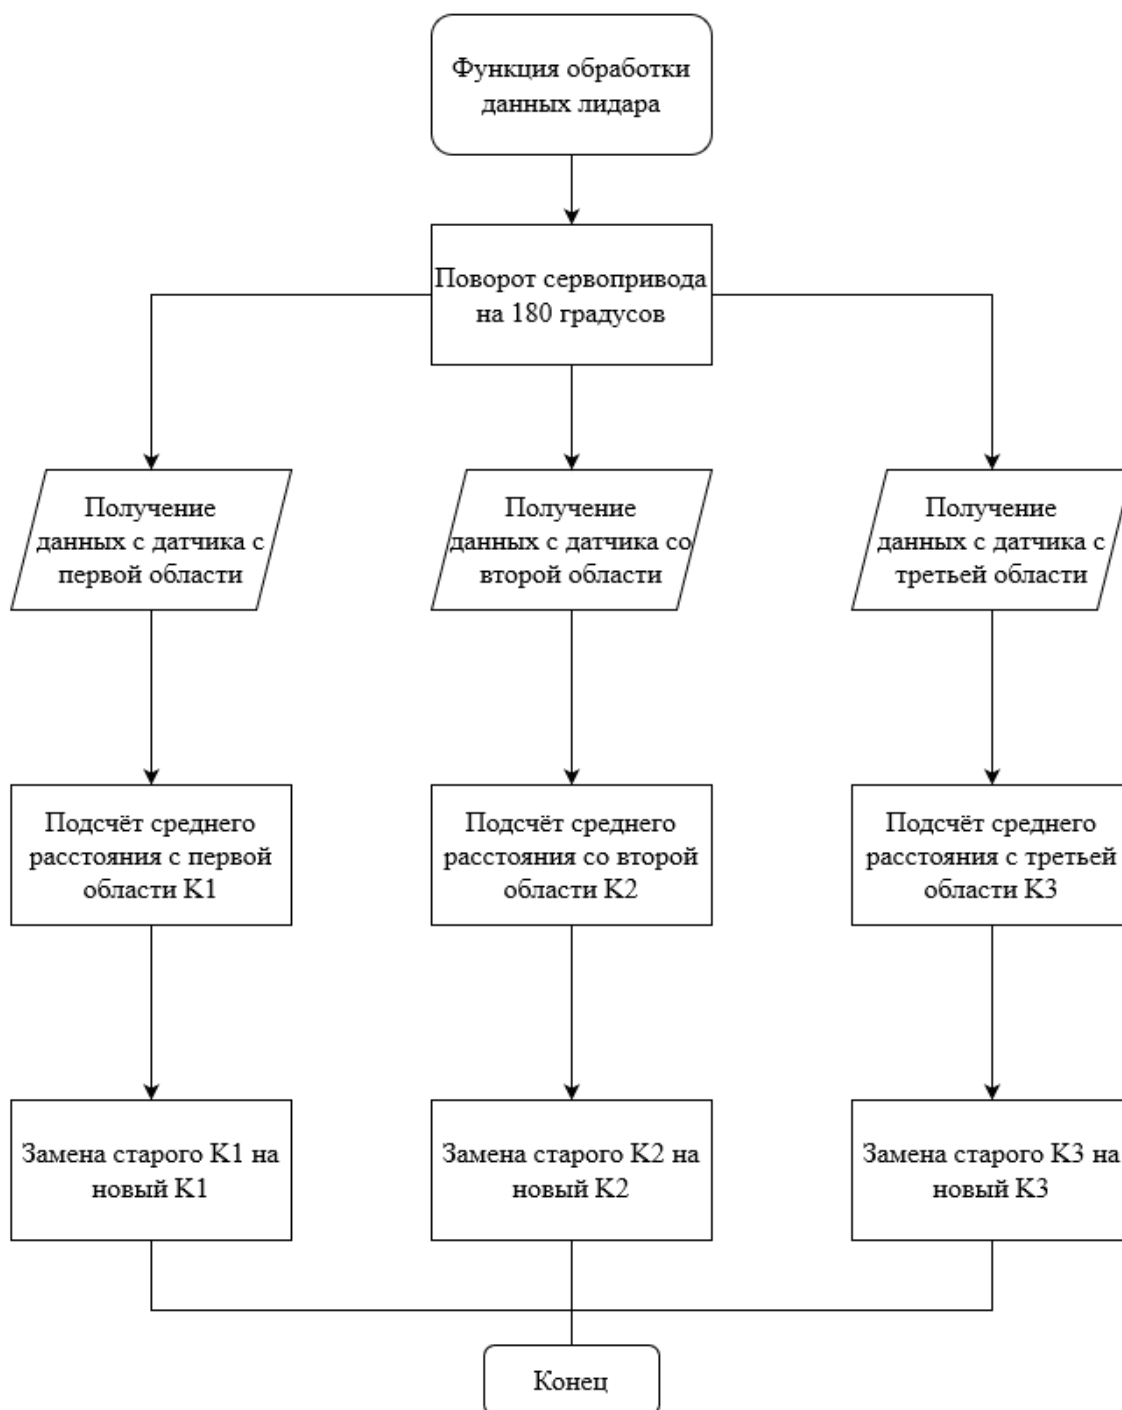 Функция обработки
данных лидара
Поворот сервопривода
на 180 градусов
Получение
данных с датчика с
первой области
Получение
данных с датчика со
второй области
Получение
данных с датчика с
третьей области
Подсчёт среднего
расстояния с первой
области K1
Подсчёт среднего
расстояния со второй
области K2
Подсчёт среднего
расстояния с третьей
области K3
Замена старого K1 на
новый K1
Замена старого K2 на
новый K2
Замена старого K3 на
новый K3
Конец